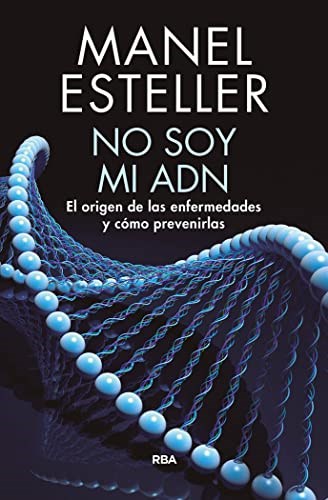 MANEL
ESTELLER
NO SOY
MI ADN
El origen de las enfermedades
y cómo prevenirlas
RBA